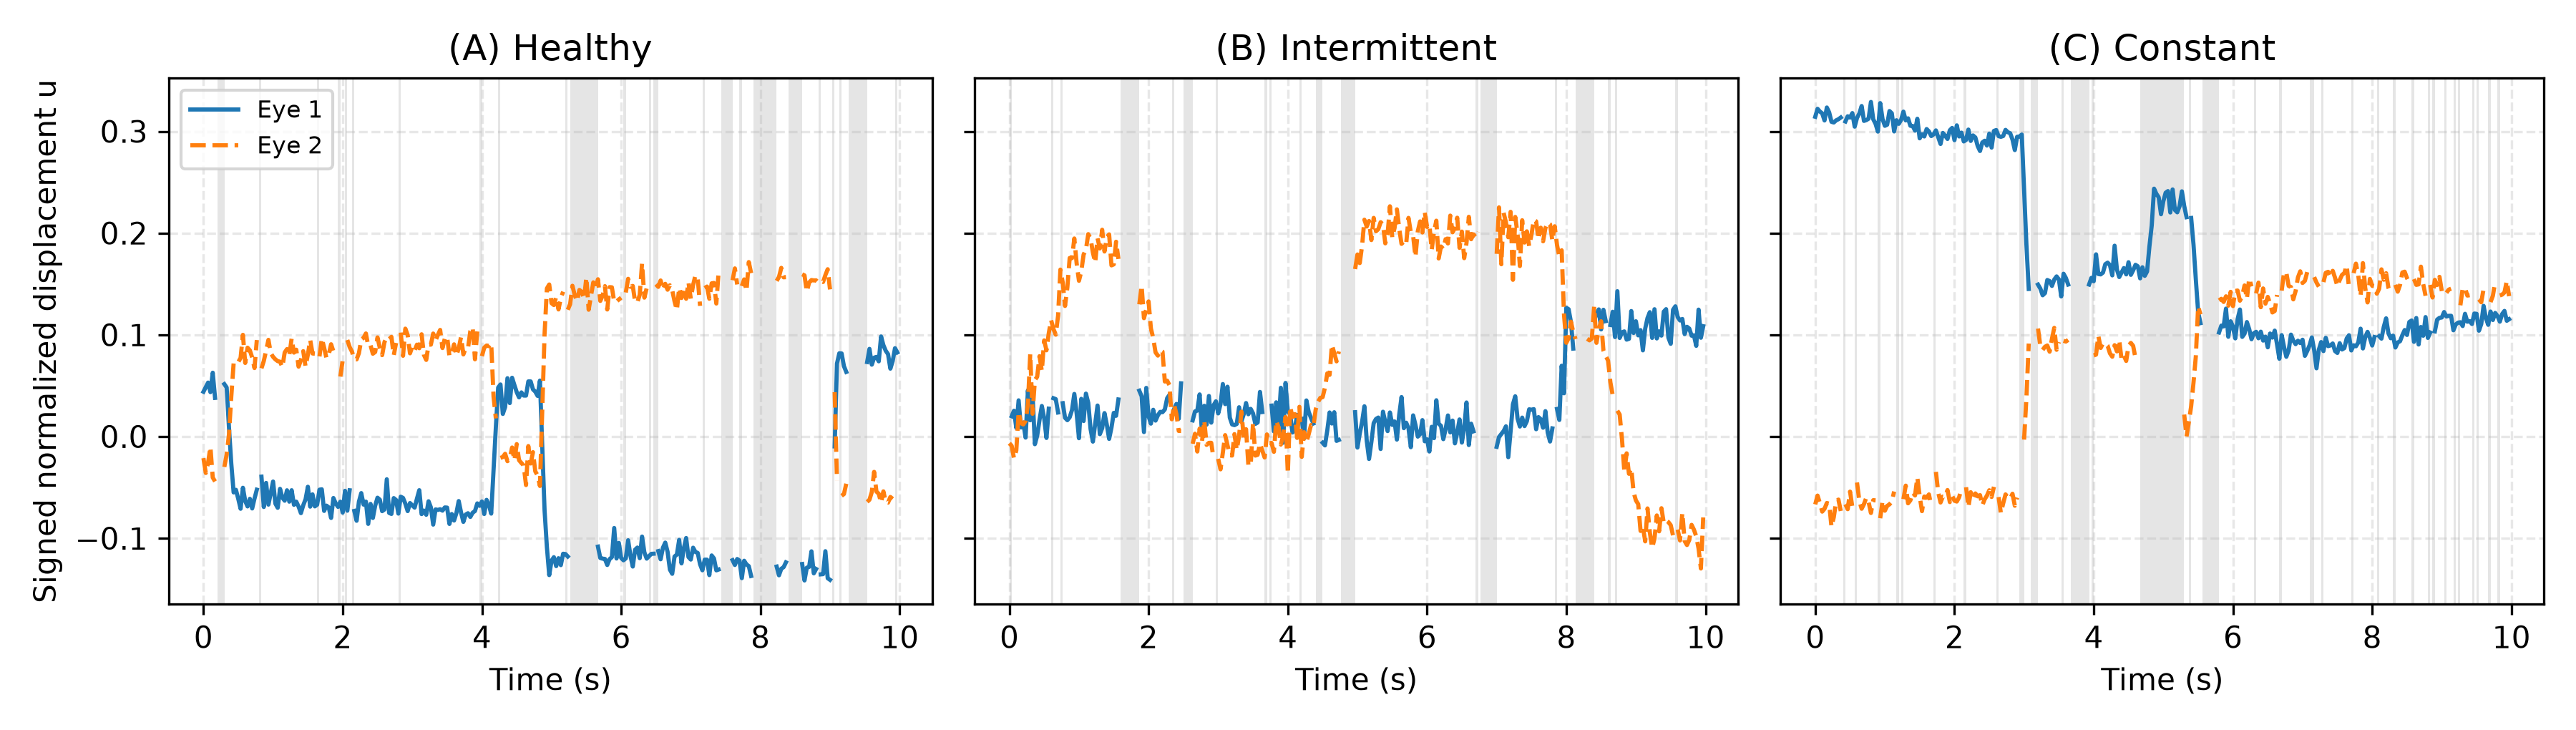 (A) Healthy
(B) Intermittent
(C) Constant
Signed normalized displacement u
Eye 1
Eye 2
0.3
0.2
0.1
0.0
−0.1
0 2 4 6 8 10
0 2 4 6 8 10
0 2 4 6 8 10
Time (s)
Time (s)
Time (s)